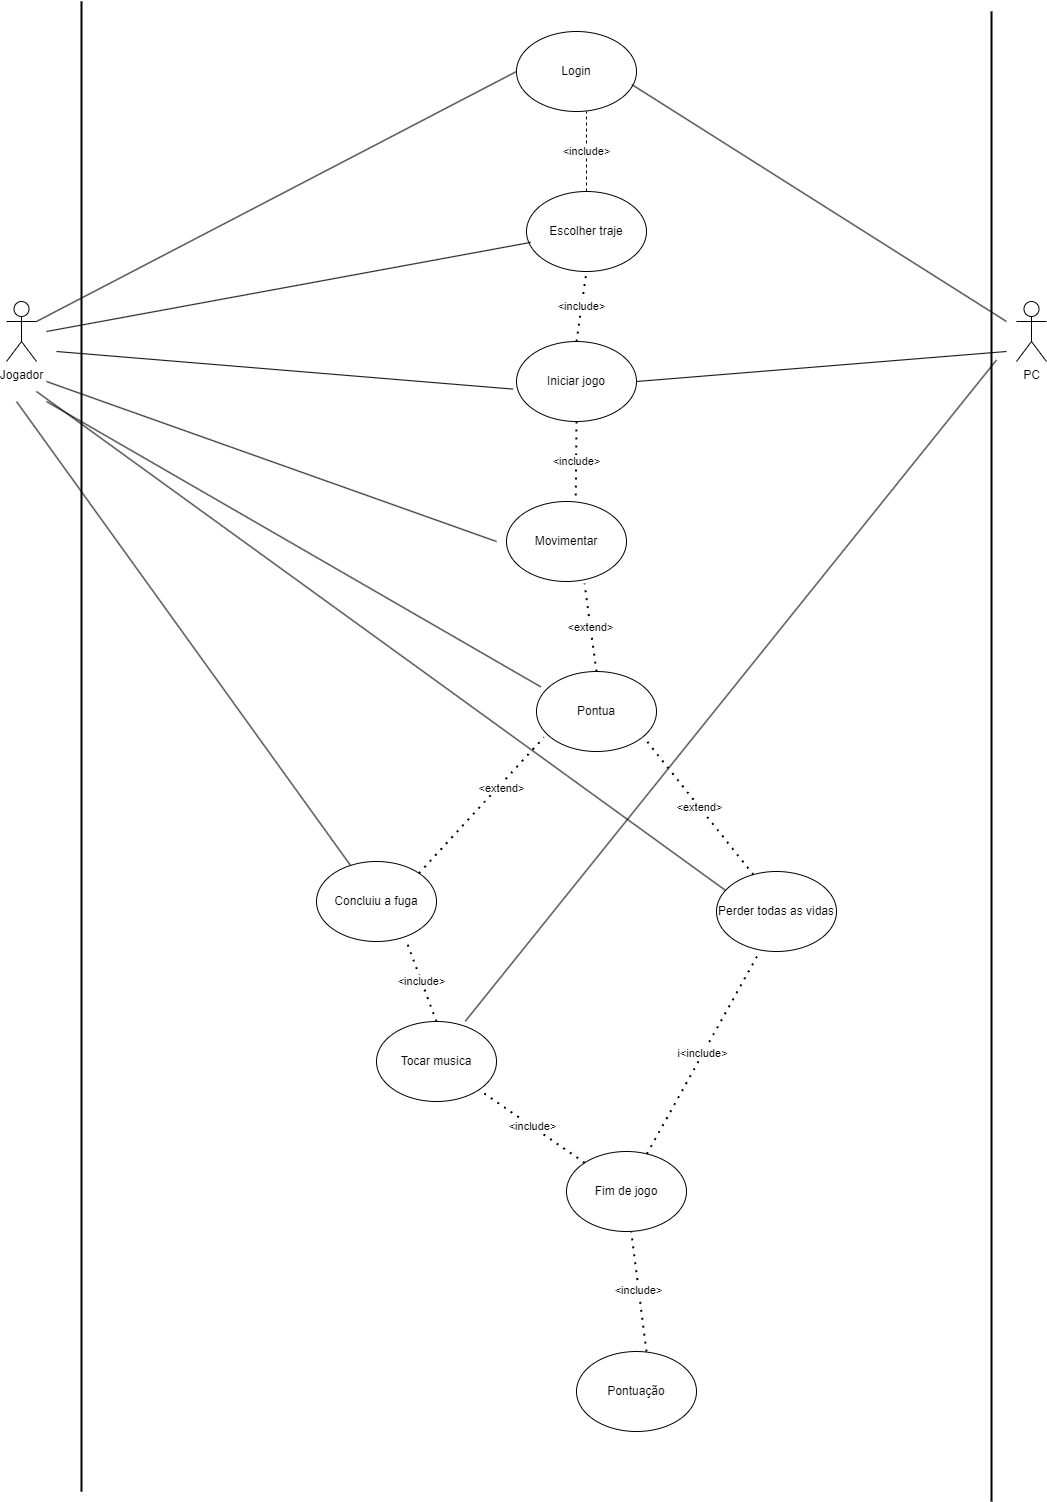 Login
<include>
Escolher traje
<include>
Jogador
Iniciar jogo
PC
<include>
Movimentar
<extend>
Pontua
<extend>
<extend>
Concluiu a fuga
Perder todas as vidas
<include>
i<include>
Tocar musica
<include>
Fim de jogo
<include>
Pontuação